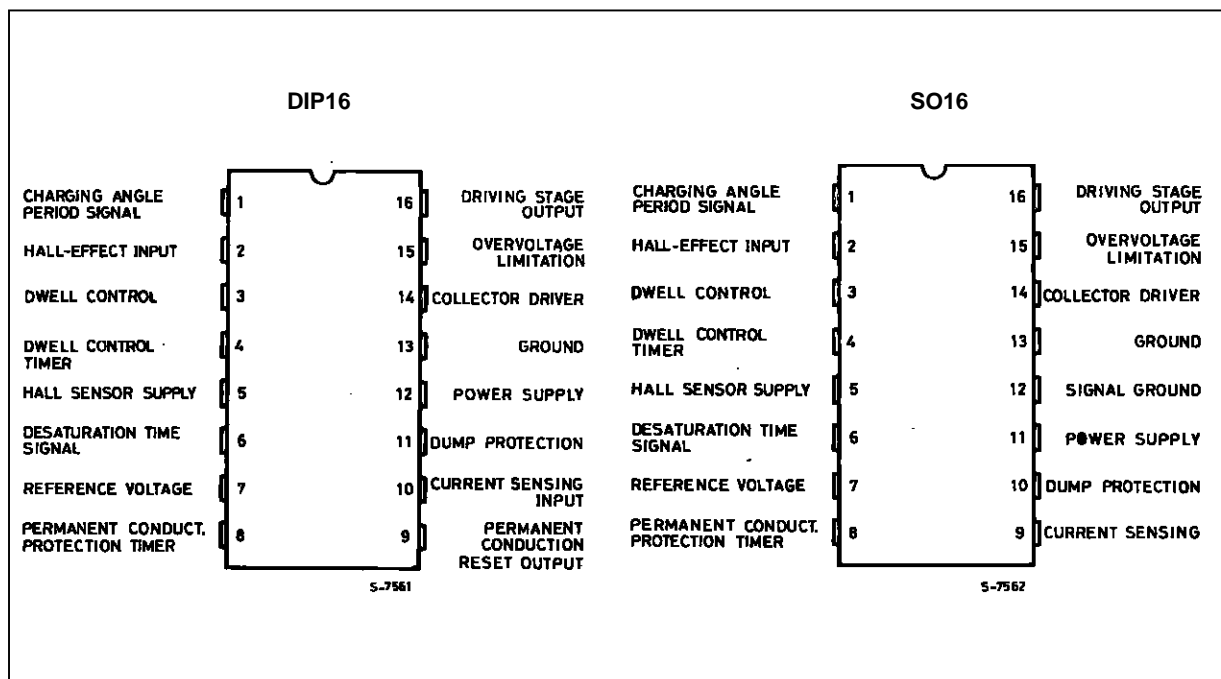 DIP16
CHARGING ANGLE
PERIOD SIGNAL
HALL-EFFECT INPUT
DWELL CONTROL
DWELL CONTROL
TIMER
HALL SENSOR SUPPLY
DESATURATION TIME
SIGNAL
REFERENCE VOLTAGE
PERMANENT CONDUCT.
PROTECTION TIMER
1
2
3
4
5
6
7
8
16
15
14
13
12
11
10
9
DRIVING STAGE
OUTPUT
OVERVOLTAGE
LIMITATION
COLLECTOR DRIVER
GROUND
POWER SUPPLY
DUMP PROTECTION
CURRENT SENSING
INPUT
PERMANENT
CONDUCTION
RESET OUTPUT
S-7561
SO16
CHARGING ANGLE
PERIOD SIGNAL
HALL-EFFECT INPUT
DWELL CONTROL
DWELL CONTROL
TIMER
HALL SENSOR SUPPLY
DESATURATION TIME
SIGNAL
REFERENCE VOLTAGE
PERMANENT CONDUCT.
PROTECTION TIMER
1
2
3
4
5
6
7
8
16
15
14
13
12
11
10
9
DRIVING STAGE
OUTPUT
OVERVOLTAGE
LIMITATION
COLLECTOR DRIVER
GROUND
SIGNAL GROUND
POWER SUPPLY
DUMP PROTECTION
CURRENT SENSING
S-7562